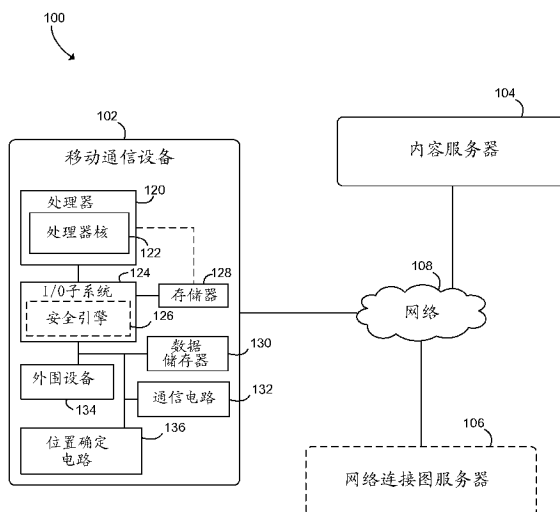 100
102
移动通信设备
处理器
120
处理器核
122
124
I/O子系统
安全引擎
126
存储器
128
数据
储存器
130
外围设备
134
通信电路
132
位置确定
电路
136
104
内容服务器
108
网络
106
网络连接图服务器